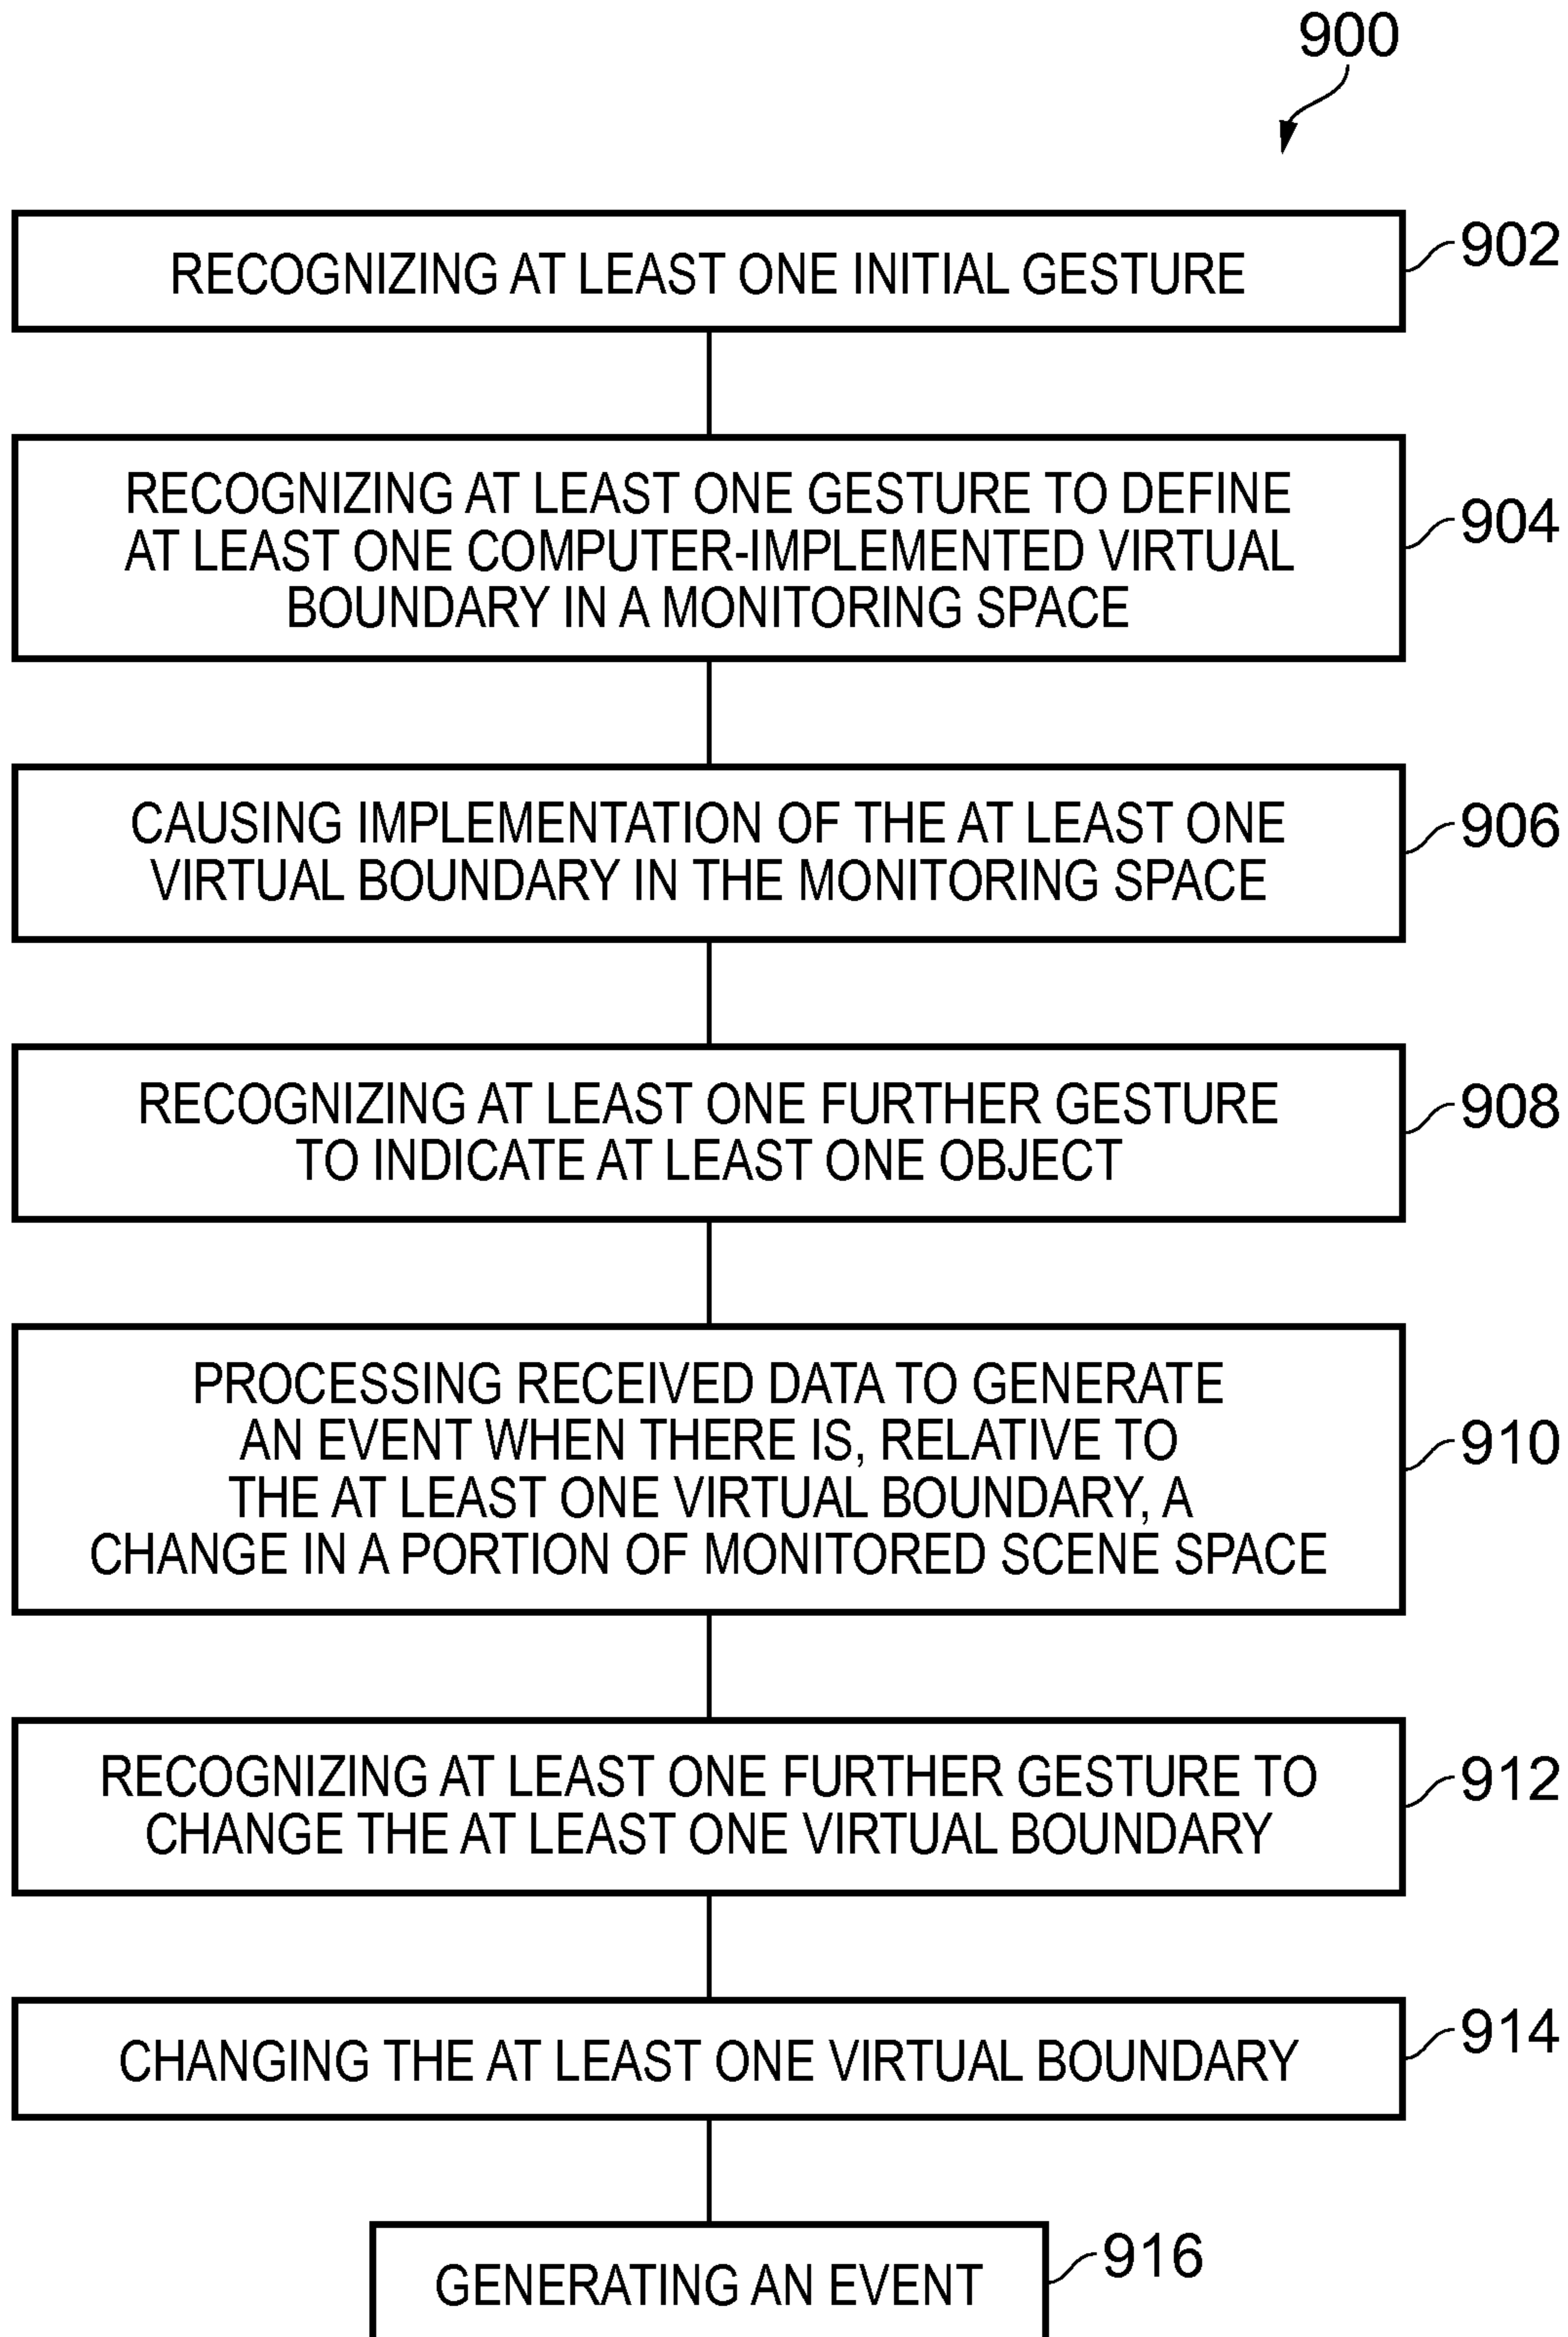 900
RECOGNIZING AT LEAST ONE INITIAL GESTURE
902
RECOGNIZING AT LEAST ONE GESTURE TO DEFINE
AT LEAST ONE COMPUTER-IMPLEMENTED VIRTUAL
BOUNDARY IN A MONITORING SPACE
904
CAUSING IMPLEMENTATION OF THE AT LEAST ONE
VIRTUAL BOUNDARY IN THE MONITORING SPACE
906
RECOGNIZING AT LEAST ONE FURTHER GESTURE
TO INDICATE AT LEAST ONE OBJECT
908
PROCESSING RECEIVED DATA TO GENERATE
AN EVENT WHEN THERE IS, RELATIVE TO
THE AT LEAST ONE VIRTUAL BOUNDARY, A
CHANGE IN A PORTION OF MONITORED SCENE SPACE
910
RECOGNIZING AT LEAST ONE FURTHER GESTURE TO
CHANGE THE AT LEAST ONE VIRTUAL BOUNDARY
912
CHANGING THE AT LEAST ONE VIRTUAL BOUNDARY
914
GENERATING AN EVENT
916